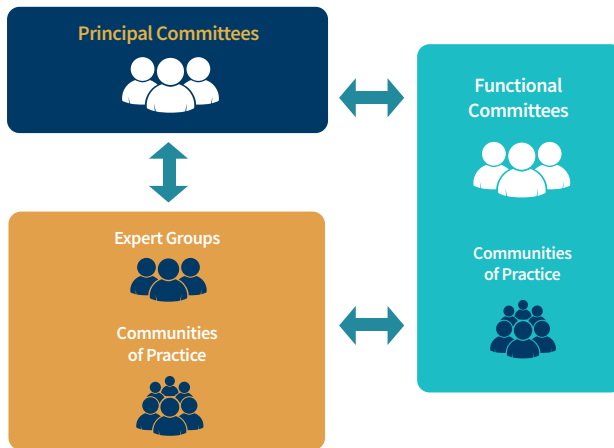 Principal Committees
Functional
Committees
Communities
of Practice
Expert Groups
Communities
of Practice